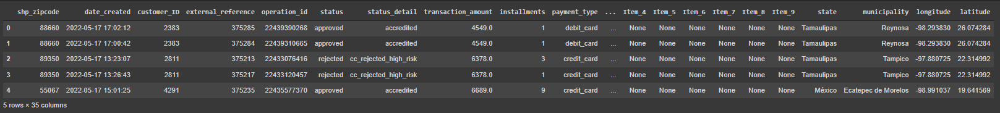 shp_zipcode date_created customer_ID external_reference operation_id status status_detail transaction_amount installments payment_type ... Item_4 Item_5 Item_6 Item_7 Item_8 Item_9 state municipality longitude latitude
0 88660 2022-05-17 17:02:12 2383 375285 22439390268 approved accredited 4549.0 1 debit_card ... None None None None None None Tamaulipas Reynosa -98.293830 26.074284
1 88660 2022-05-17 17:00:42 2383 375284 22439310665 approved accredited 4549.0 1 debit_card ... None None None None None None Tamaulipas Reynosa -98.293830 26.074284
2 89350 2022-05-17 13:23:07 2811 375213 22433076416 rejected cc_rejected_high_risk 6378.0 3 credit_card ... None None None None None None Tamaulipas Tampico -97.880725 22.314992
3 89350 2022-05-17 13:26:43 2811 375217 22433120457 rejected cc_rejected_high_risk 6378.0 1 credit_card ... None None None None None None Tamaulipas Tampico -97.880725 22.314992
4 55067 2022-05-17 15:01:25 4291 375235 22435577370 approved accredited 6689.0 9 credit_card ... None None None None None None México Ecatepec de Morelos -98.991037 19.641569
5 rows × 35 columns